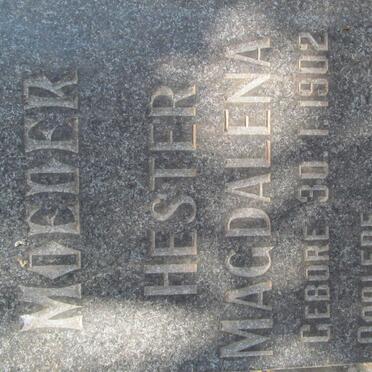 MOEDER
HESTER
MAGDALENA
GEBORE 30.1.1902